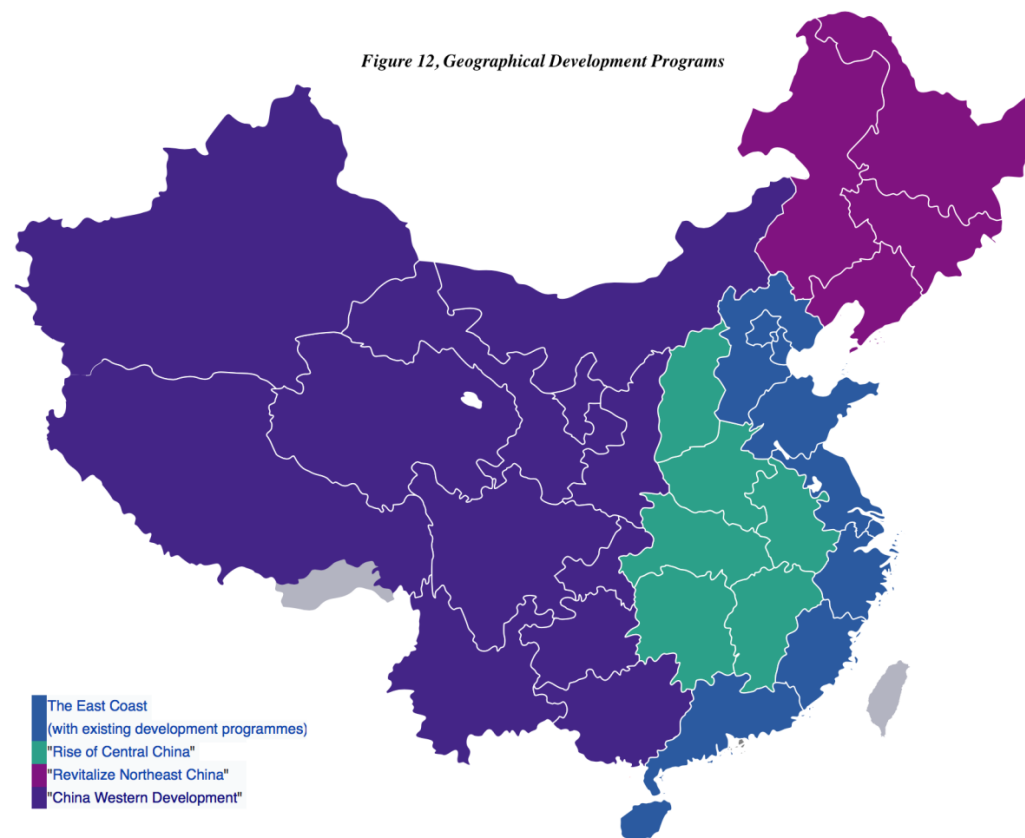 Figure 12, Geographical Development Programs
The East Coast
(with existing development programmes)
"Rise of Central China"
"Revitalize Northeast China"
"China Western Development"